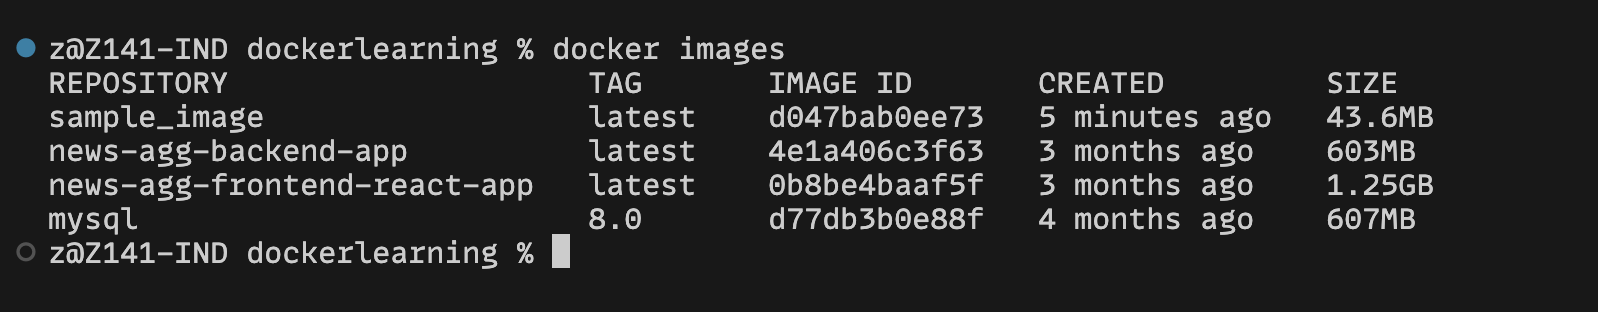 z@Z141-IND dockerlearning % docker images
REPOSITORY TAG IMAGE ID CREATED SIZE
sample_image latest d047bab0ee73 5 minutes ago 43.6MB
news-agg-backend-app latest 4e1a406c3f63 3 months ago 603MB
news-agg-frontend-react-app latest 0b8be4baaf5f 3 months ago 1.25GB
mysql 8.0 d77db3b0e88f 4 months ago 607MB
z@Z141-IND dockerlearning %